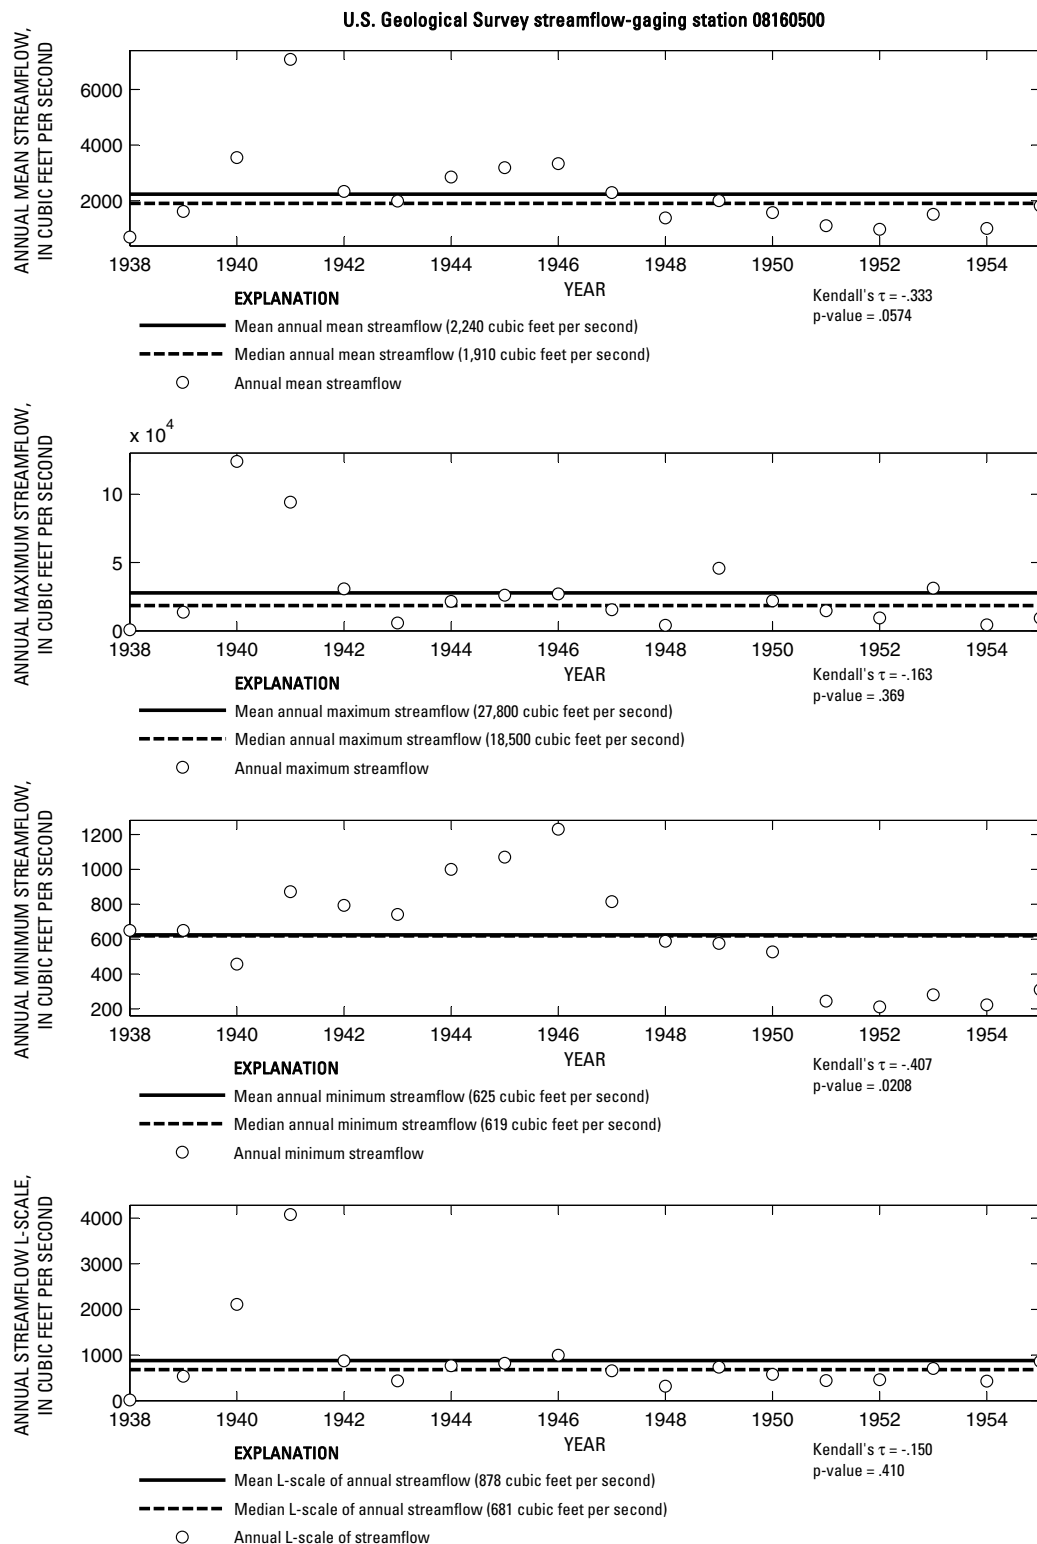 U.S. Geological Survey streamflow-gaging station 08160500
ANNUAL MEAN STREAMFLOW,
IN CUBIC FEET PER SECOND
6000
4000
2000
1938 1940 1942 1944 1946 1948 1950 1952 1954
YEAR
EXPLANATION
Mean annual mean streamflow (2,240 cubic feet per second)
Median annual mean streamflow (1,910 cubic feet per second)
Annual mean streamflow
Kendall's τ = -.333
p-value = .0574
ANNUAL MAXIMUM STREAMFLOW,
IN CUBIC FEET PER SECOND
x 10^4
10
5
0
1938 1940 1942 1944 1946 1948 1950 1952 1954
YEAR
EXPLANATION
Mean annual maximum streamflow (27,800 cubic feet per second)
Median annual maximum streamflow (18,500 cubic feet per second)
Annual maximum streamflow
Kendall's τ = -.163
p-value = .369
ANNUAL MINIMUM STREAMFLOW,
IN CUBIC FEET PER SECOND
1200
1000
800
600
400
200
1938 1940 1942 1944 1946 1948 1950 1952 1954
YEAR
EXPLANATION
Mean annual minimum streamflow (625 cubic feet per second)
Median annual minimum streamflow (619 cubic feet per second)
Annual minimum streamflow
Kendall's τ = -.407
p-value = .0208
ANNUAL STREAMFLOW L-SCALE,
IN CUBIC FEET PER SECOND
4000
3000
2000
1000
0
1938 1940 1942 1944 1946 1948 1950 1952 1954
YEAR
EXPLANATION
Mean L-scale of annual streamflow (878 cubic feet per second)
Median L-scale of annual streamflow (681 cubic feet per second)
Annual L-scale of streamflow
Kendall's τ = -.150
p-value = .410